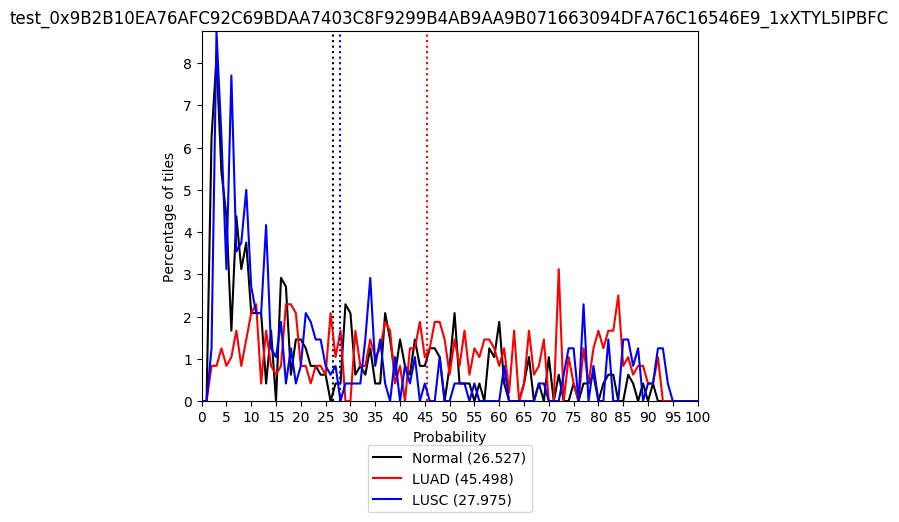 test_0x9B2B10EA76AFC92C69BDAA7403C8F9299B4AB9AA9B071663094DFA76C16546E9_1xXTYL5IPBFC
8
7
6
5
4
3
2
1
0
Percentage of tiles
0 5 10 15 20 25 30 35 40 45 50 55 60 65 70 75 80 85 90 95 100
Probability
Normal (26.527)
LUAD (45.498)
LUSC (27.975)